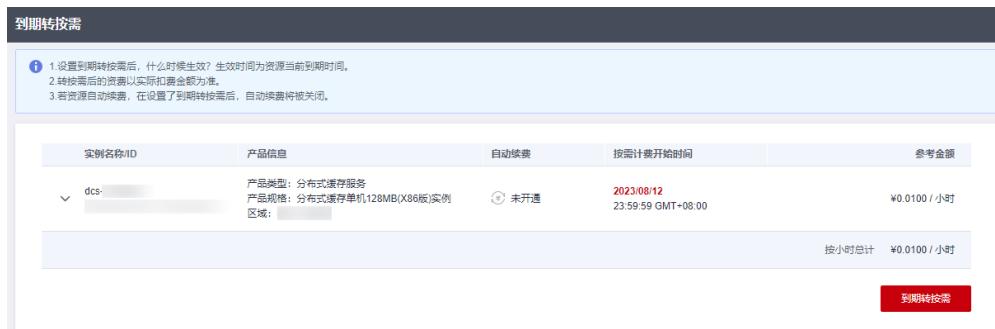 到期转按需
1.设置到期转按需后，什么时候生效？生效时间为资源当前到期时间。
2.转按需后的资费以实际扣费金额为准。
3.若资源自动续费，在设置了到期转按需后，自动续费将被关闭。
实例名称/ID 产品信息 自动续费 按需计费开始时间 参考金额
dcs-
产品类型：分布式缓存服务
产品规格：分布式缓存单机128MB(X86版)实例
区域：
未开通
2023/08/12
23:59:59 GMT+08:00
¥0.0100 / 小时
按小时总计 ¥0.0100 / 小时
到期转按需